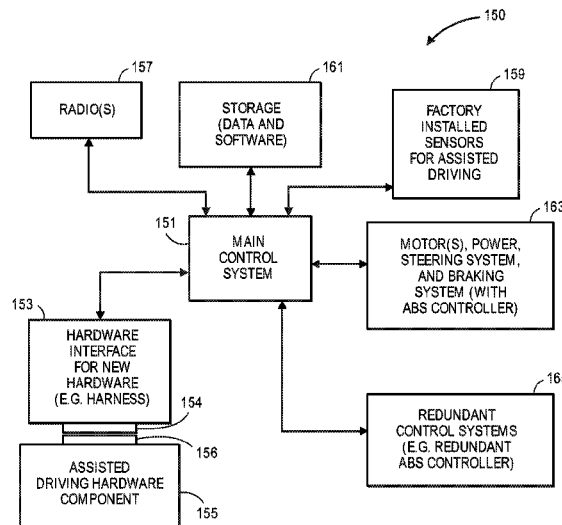 150
157
RADIO(S)
161
STORAGE
(DATA AND
SOFTWARE)
159
FACTORY
INSTALLED
SENSORS
FOR ASSISTED
DRIVING
151
MAIN
CONTROL
SYSTEM
163
MOTOR(S), POWER,
STEERING SYSTEM,
AND BRAKING
SYSTEM (WITH
ABS CONTROLLER)
153
HARDWARE
INTERFACE
FOR NEW
HARDWARE
(E.G. HARNESS)
154
156
ASSISTED
DRIVING HARDWARE
COMPONENT
155
REDUNDANT
CONTROL SYSTEMS
(E.G. REDUNDANT
ABS CONTROLLER)